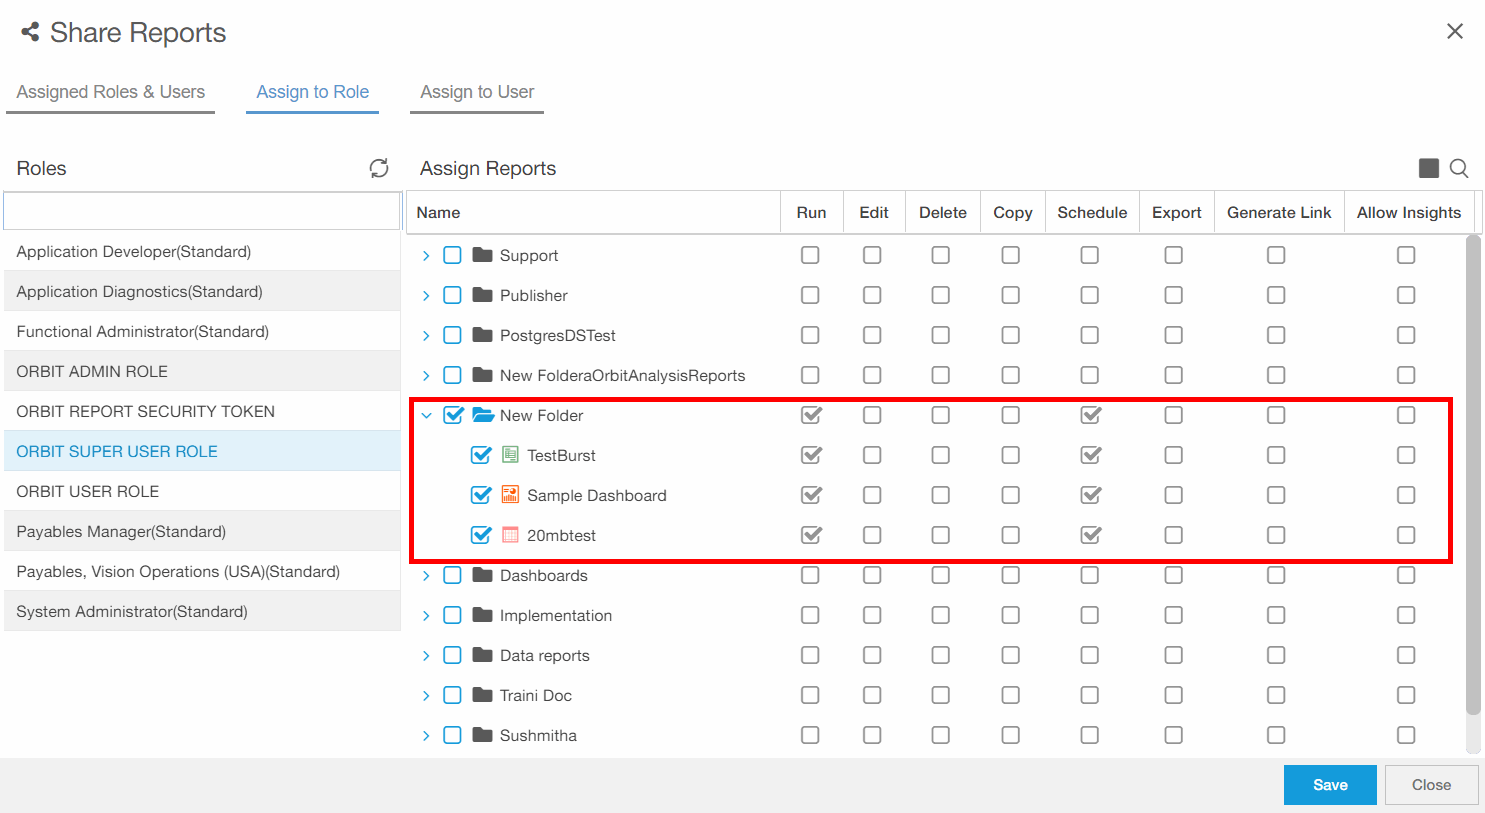 Share Reports
Assigned Roles & Users
Assign to Role
Assign to User
Roles
Assign Reports
Name Run Edit Delete Copy Schedule Export Generate Link Allow Insights
Application Developer(Standard)
Application Diagnostics(Standard)
Functional Administrator(Standard)
ORBIT ADMIN ROLE
ORBIT REPORT SECURITY TOKEN
ORBIT SUPER USER ROLE
ORBIT USER ROLE
Payables Manager(Standard)
Payables, Vision Operations (USA)(Standard)
System Administrator(Standard)
Support
Publisher
PostgresDSTest
New FolderaOrbitAnalysisReports
New Folder
TestBurst
Sample Dashboard
20mbtest
Dashboards
Implementation
Data reports
Traini Doc
Sushmitha
Save
Close